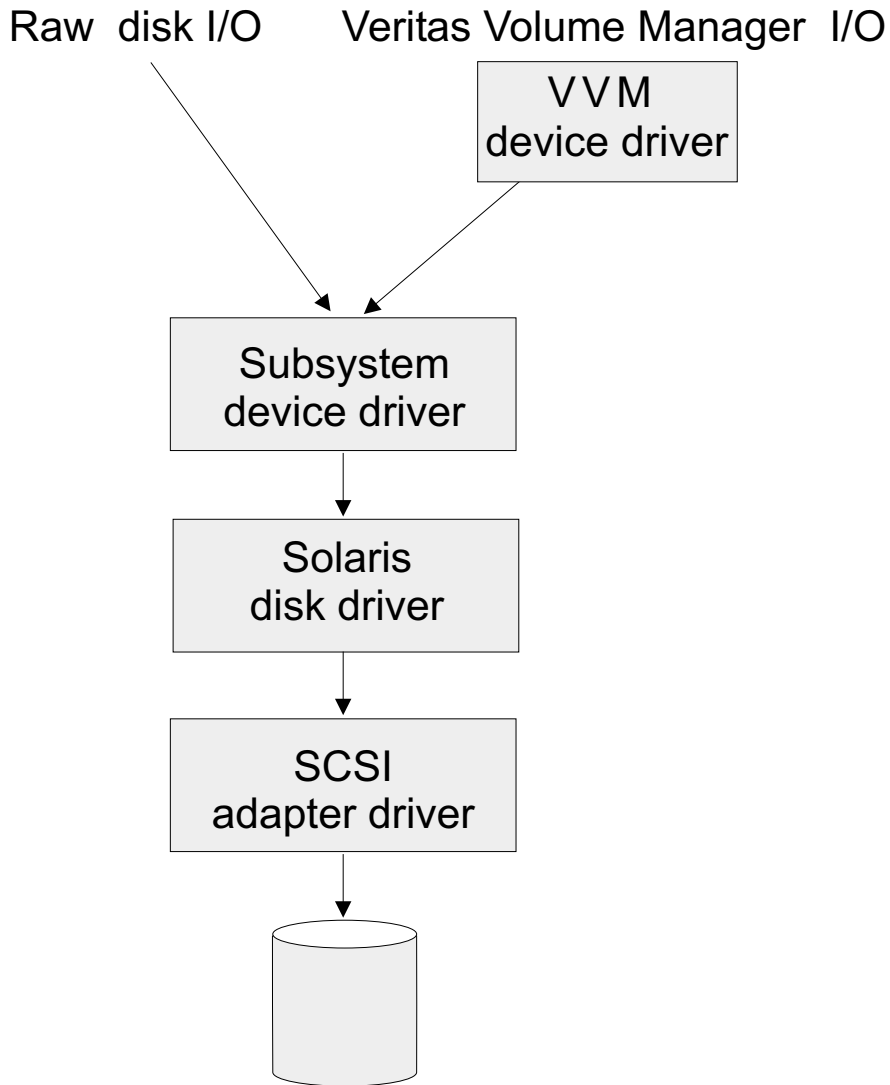 Raw disk I/O
Veritas Volume Manager I/O
VVM
device driver
Subsystem
device driver
Solaris
disk driver
SCSI
adapter driver